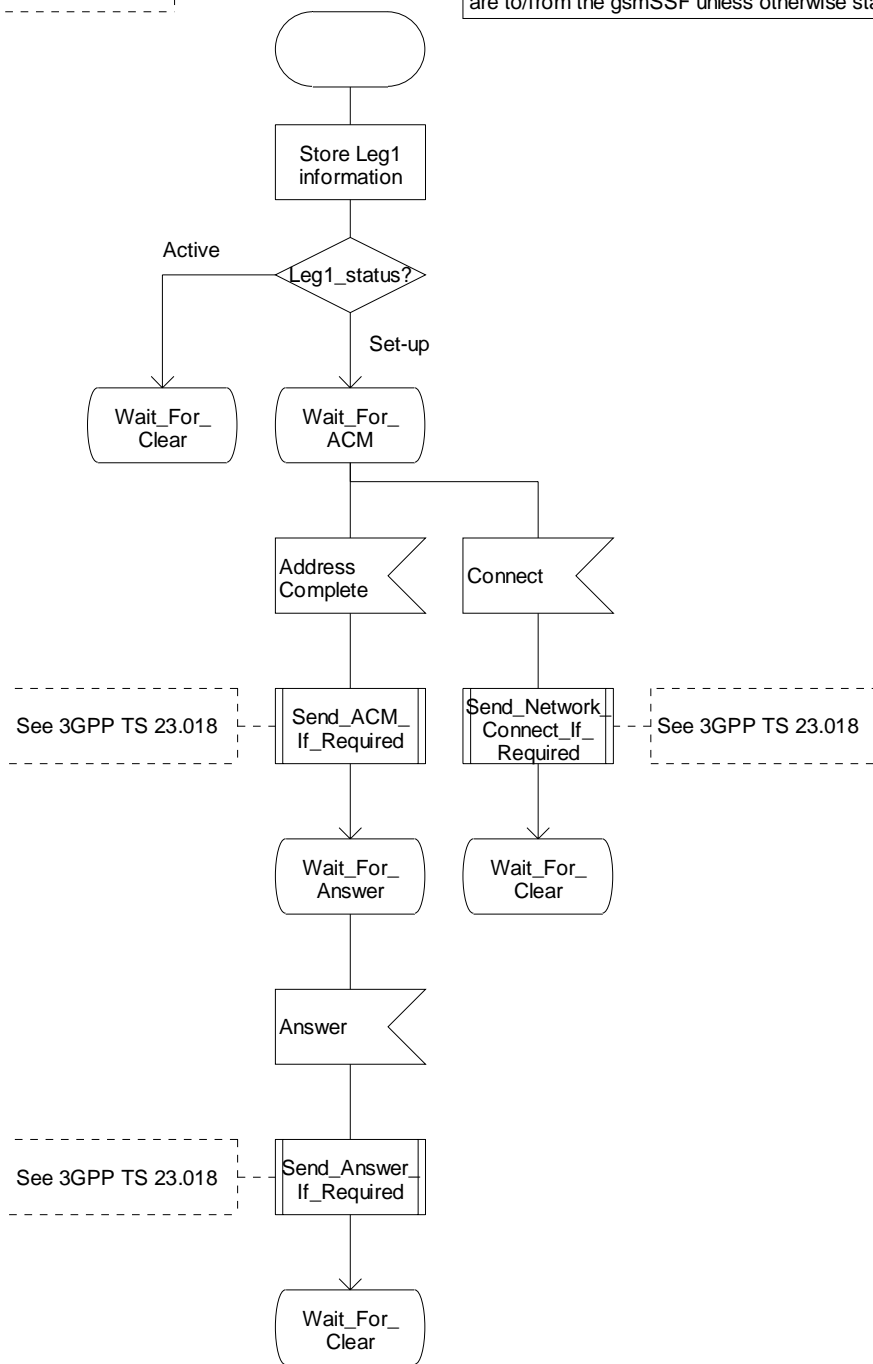 are to/from the gsmSSF unless otherwise sta
Store Leg1
information
Active
Leg1_status?
Set-up
Wait_For_
Clear
Wait_For_
ACM
Address
Complete
Connect
See 3GPP TS 23.018
Send_ACM_
If_Required
Send_Network_
Connect_If_
Required
See 3GPP TS 23.018
Wait_For_
Answer
Wait_For_
Clear
Answer
See 3GPP TS 23.018
Send_Answer_
If_Required
Wait_For_
Clear